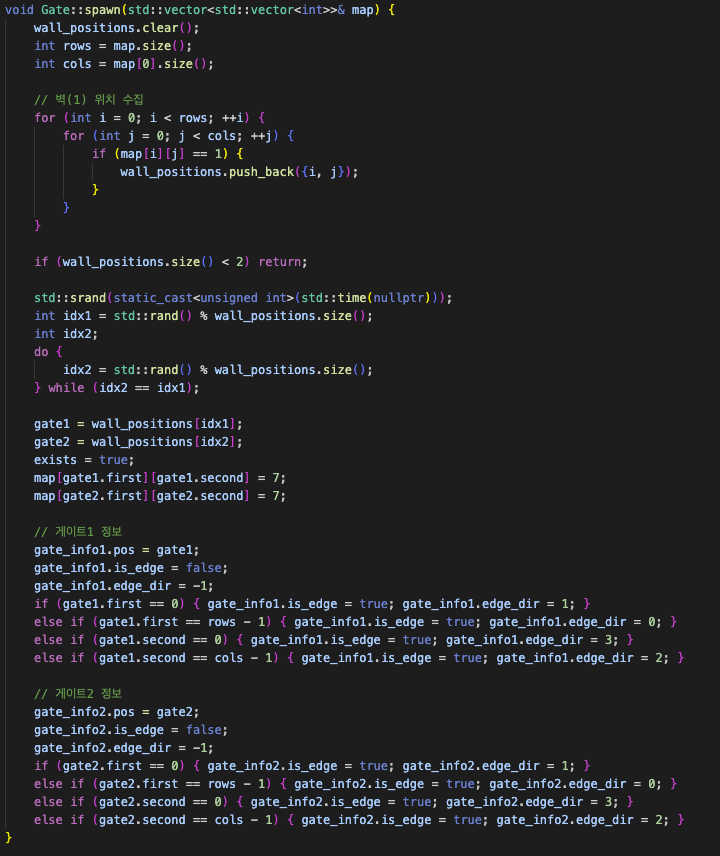 void Gate::spawn(std::vector<std::vector<int>>& map) {
    wall_positions.clear();
    int rows = map.size();
    int cols = map[0].size();

    // 벽(1) 위치 수집
    for (int i = 0; i < rows; ++i) {
        for (int j = 0; j < cols; ++j) {
            if (map[i][j] == 1) {
                wall_positions.push_back({i, j});
            }
        }
    }

    if (wall_positions.size() < 2) return;

    std::srand(static_cast<unsigned int>(std::time(nullptr)));
    int idx1 = std::rand() % wall_positions.size();
    int idx2;
    do {
        idx2 = std::rand() % wall_positions.size();
    } while (idx2 == idx1);

    gate1 = wall_positions[idx1];
    gate2 = wall_positions[idx2];
    exists = true;
    map[gate1.first][gate1.second] = 7;
    map[gate2.first][gate2.second] = 7;

    // 게이트1 정보
    gate_info1.pos = gate1;
    gate_info1.is_edge = false;
    gate_info1.edge_dir = -1;
    if (gate1.first == 0) { gate_info1.is_edge = true; gate_info1.edge_dir = 1; }
    else if (gate1.first == rows - 1) { gate_info1.is_edge = true; gate_info1.edge_dir = 0; }
    else if (gate1.second == 0) { gate_info1.is_edge = true; gate_info1.edge_dir = 3; }
    else if (gate1.second == cols - 1) { gate_info1.is_edge = true; gate_info1.edge_dir = 2; }

    // 게이트2 정보
    gate_info2.pos = gate2;
    gate_info2.is_edge = false;
    gate_info2.edge_dir = -1;
    if (gate2.first == 0) { gate_info2.is_edge = true; gate_info2.edge_dir = 1; }
    else if (gate2.first == rows - 1) { gate_info2.is_edge = true; gate_info2.edge_dir = 0; }
    else if (gate2.second == 0) { gate_info2.is_edge = true; gate_info2.edge_dir = 3; }
    else if (gate2.second == cols - 1) { gate_info2.is_edge = true; gate_info2.edge_dir = 2; }
}